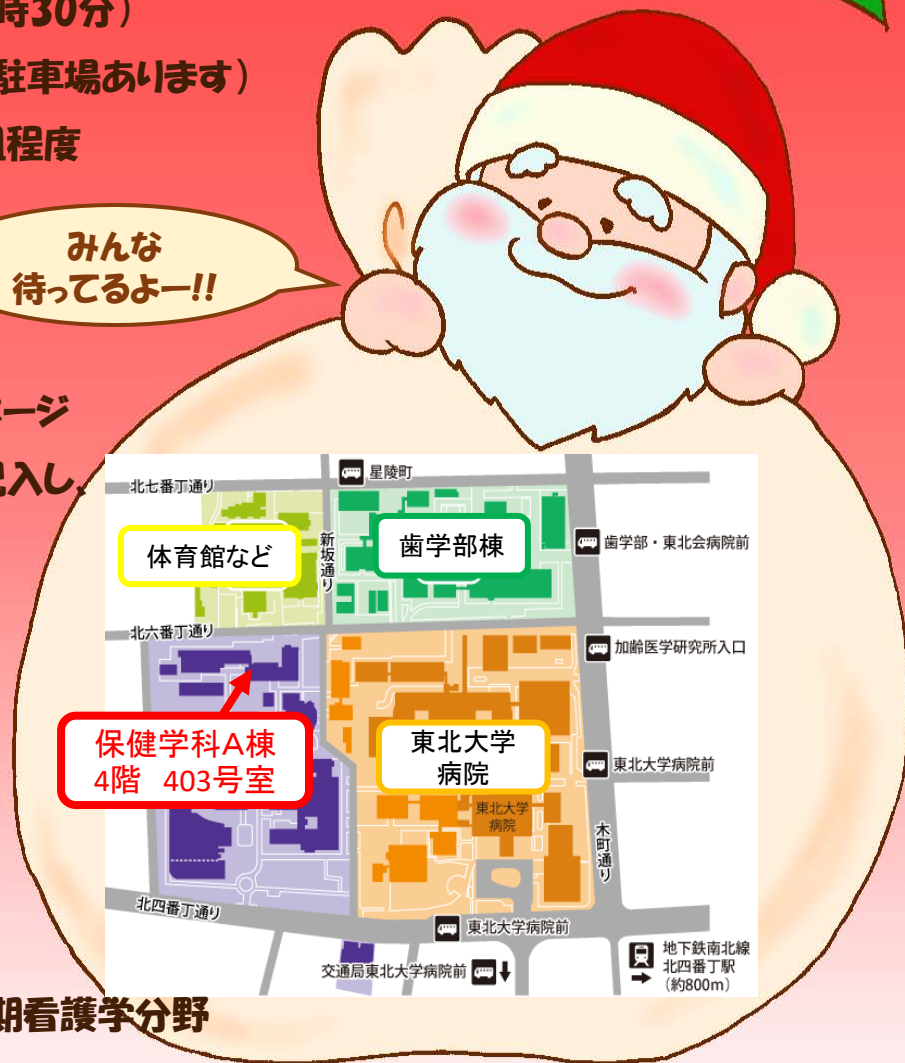 時30分）
駐車場あります）
程度
みんな
待ってるよー!!
ページ
記入し、
北七番丁通り
星陵町
体育館など
新坂通り
歯学部棟
歯学部・東北会病院前
北六番丁通り
加齢医学研究所入口
保健学科A棟
4階 403号室
東北大学
病院
東北大学病院前
東北大学
病院
木町通り
北四番丁通り
東北大学病院前
交通局東北大学病院前
地下鉄南北線
北四番丁駅
（約800m）
期看護学分野